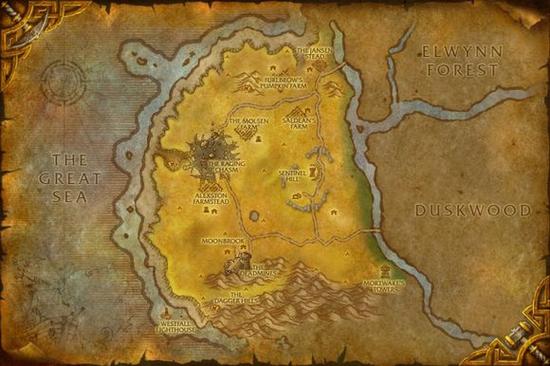 THE JANSEN
STEAD
ELWYNN
FOREST
FURLBROW'S
PUMPKIN FARM
THE MOLSEN
FARM
SALDEAN'S
FARM
THE
GREAT
SEA
THE RAGING
CHASM
SENTINEL
HILL
ALEXSTON
FARMSTEAD
DUSKWOOD
MOONBROOK
THE
DEADMINES
MORTWAKE'S
TOWER
THE
DAGGER HILLS
WESTFALL
LIGHTHOUSE